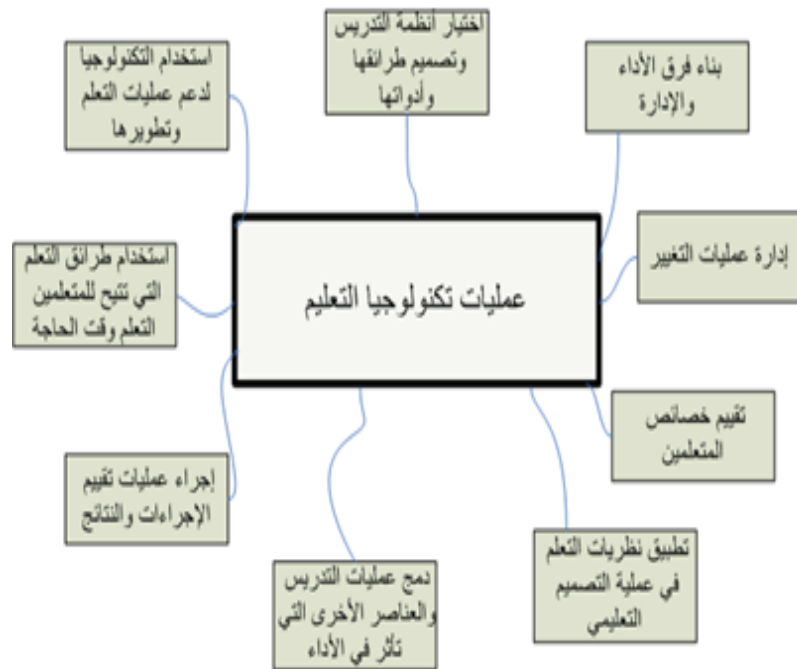 اختيار أنظمة التدريس
وتصميم طرائقها
وأدواتها
بناء فرق الأداء
والإدارة
إدارة عمليات التغيير
تقييم خصائص
المتعلمين
تطبيق نظريات التعلم
في عملية التصميم
التعليمي
دمج عمليات التدريس
والعناصر الأخرى التي
تأثر في الأداء
إجراء عمليات تقييم
الإجراءات والنتائج
استخدام طرائق التعلم
التي تتيح للمتعلمين
التعلم وقت الحاجة
استخدام التكنولوجيا
لدعم عمليات التعلم
وتطويرها
عمليات تكنولوجيا التعليم